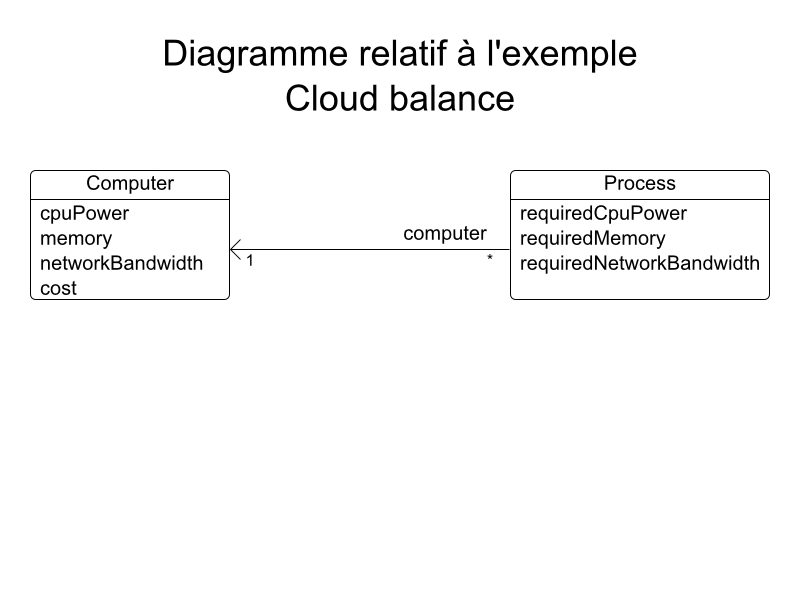 Diagramme relatif à l'exemple
Cloud balance
Computer
cpuPower
memory
networkBandwidth
cost
computer
1
*
Process
requiredCpuPower
requiredMemory
requiredNetworkBandwidth